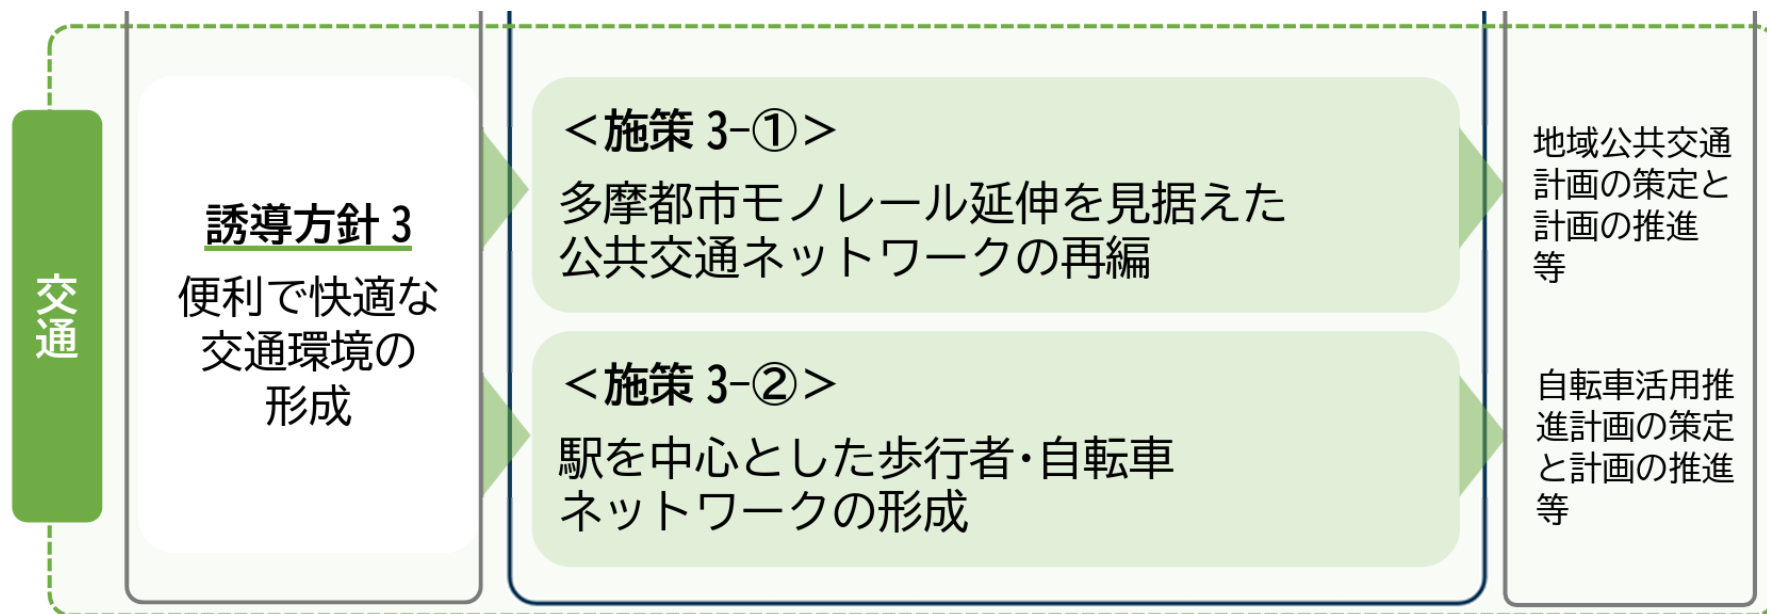 交通
誘導方針 3
便利で快適な
交通環境の
形成
＜施策 3-①＞
多摩都市モノレール延伸を見据えた
公共交通ネットワークの再編
地域公共交通
計画の策定と
計画の推進
等
＜施策 3-②＞
駅を中心とした歩行者･自転車
ネットワークの形成
自転車活用推
進計画の策定
と計画の推進
等